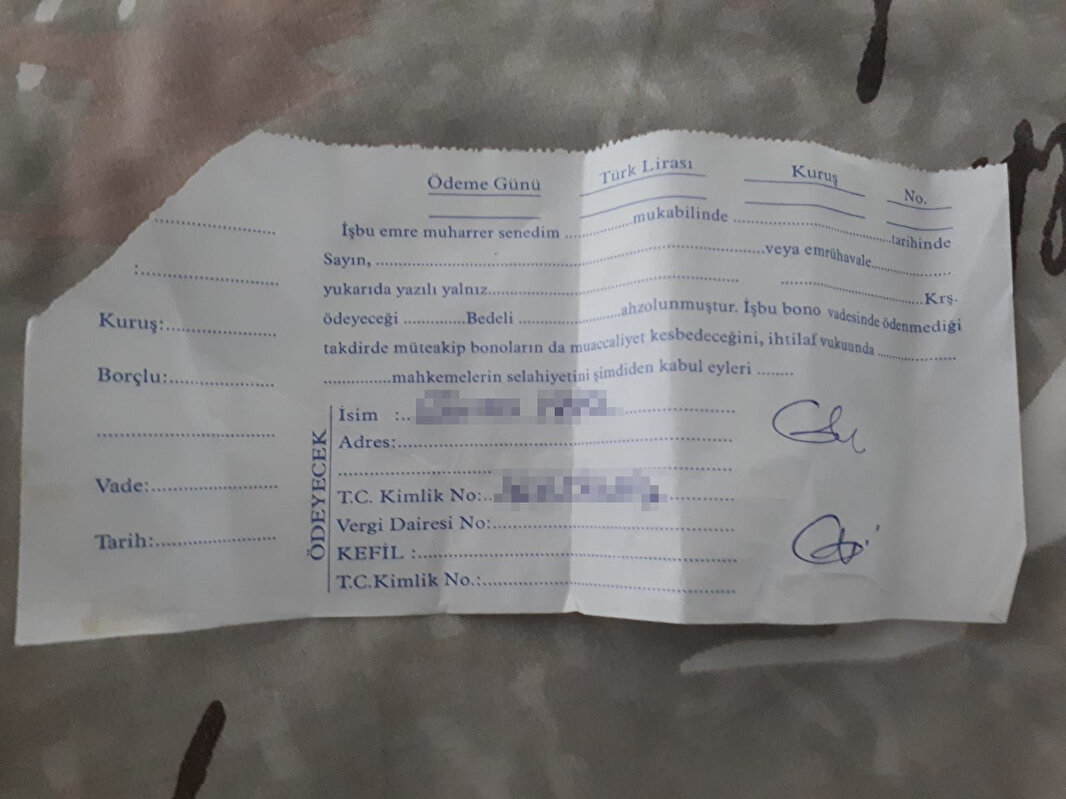 Ödeme Günü Türk Lirası Kuruş No.
İşbu emre muharrer senedim ....................mukabilinde ..............................................tarihinde
Sayın, ..........................................................................veya emrühavale......................
yukarıda yazılı yalnız.................................................. ........................................Krş.
ödeyeceği .............Bedeli .....................ahzolunmuştur. İşbu bono vadesinde ödenmediği
takdirde müteakip bonoların da muaccaliyet kesbedeceğini, ihtilaf vukuunda ...................
..............mahkemelerin selahiyetini şimdiden kabul eyleri ........
:................................
Kuruş:.........................
Borçlu:.........................
Vade:.............................
Tarih:............................
ÖDEYECEK
İsim :..
Adres:......................................................................
T.C. Kimlik No:..
Vergi Dairesi No:..................................................
KEFİL :..................................................................
T.C.Kimlik No.:.....................................................